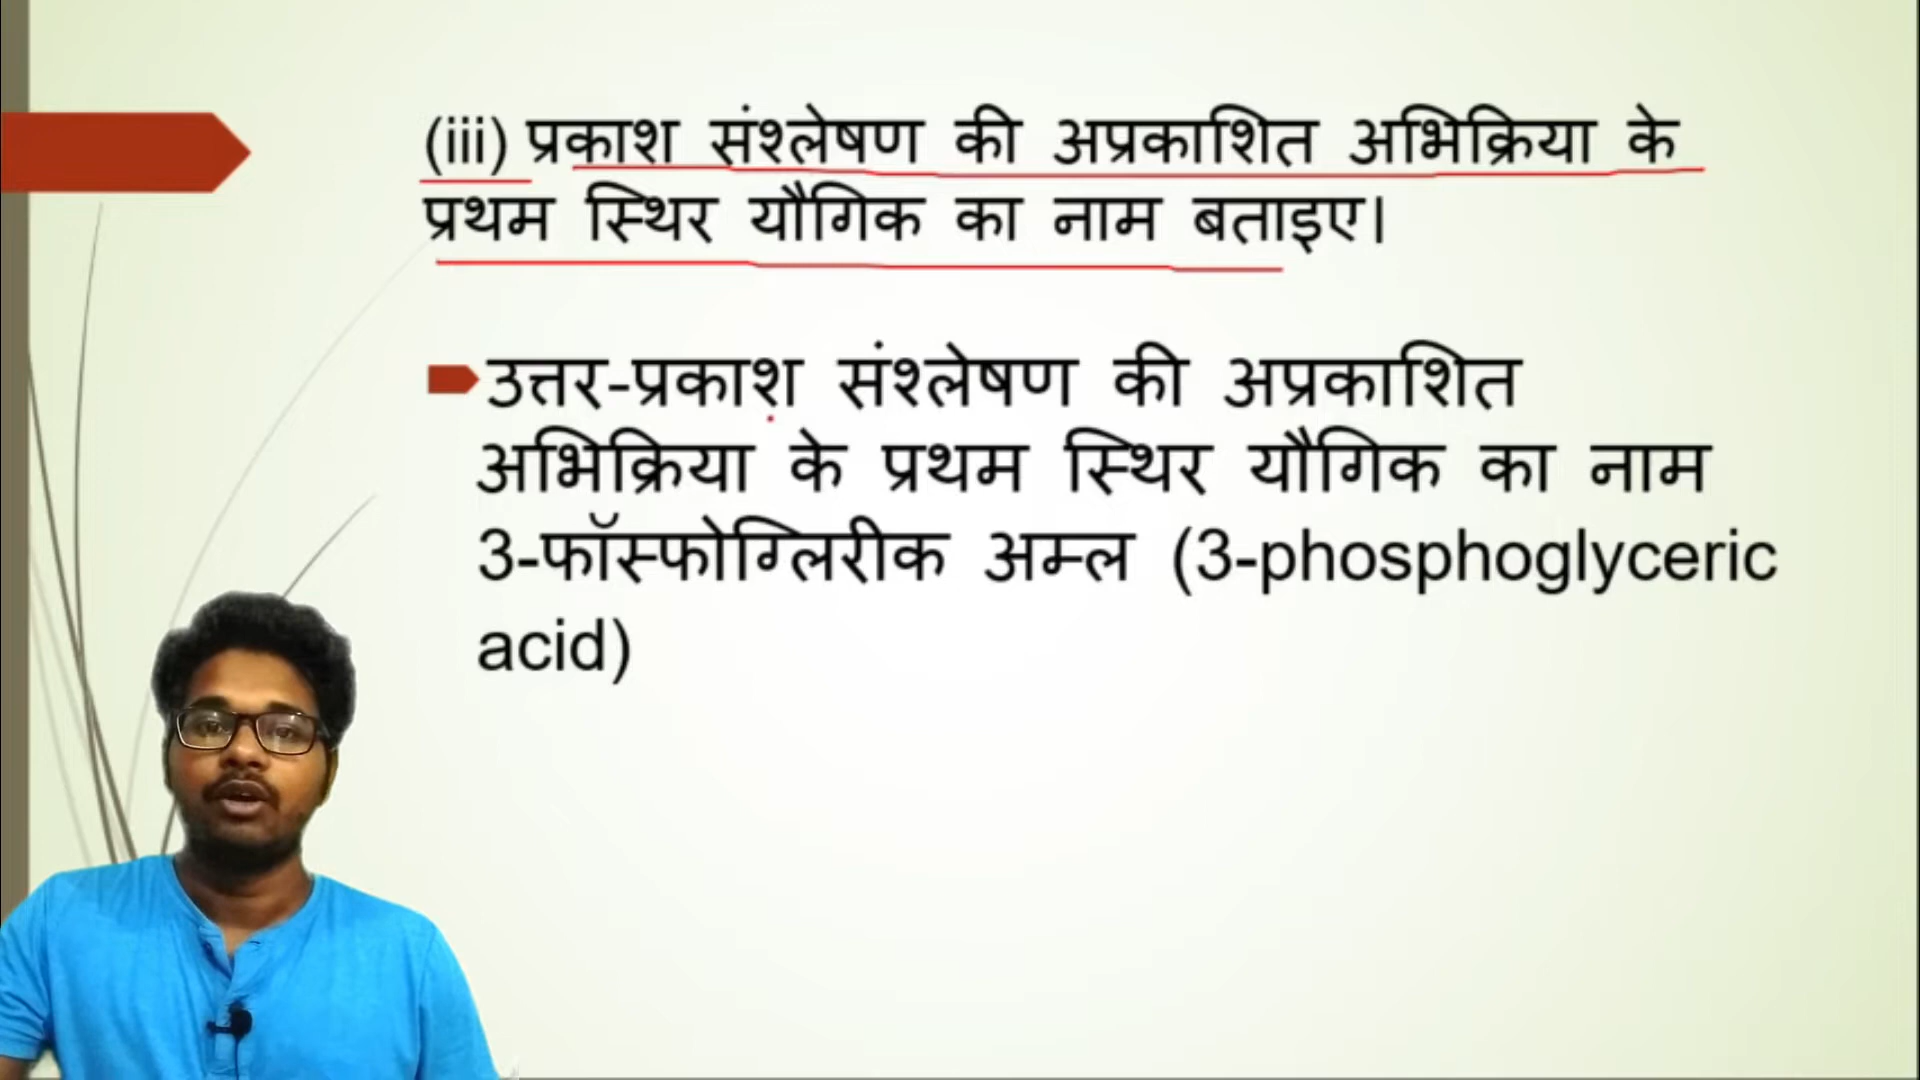 (iii) प्रकाश संश्लेषण की अप्रकाशित अभिक्रिया के
प्रथम स्थिर यौगिक का नाम बताइए।
उत्तर-प्रकाश संश्लेषण की अप्रकाशित
अभिक्रिया के प्रथम स्थिर यौगिक का नाम
3-फॉस्फोग्लिरीक अम्ल (3-phosphoglyceric
acid)